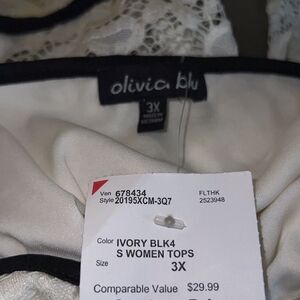 olivia blu
3X
Ven 678434
Style 20195XCM-3Q7
FLTHK
2523948
Color IVORY BLK4
S WOMEN TOPS
Size 3X
Comparable Value $29.99